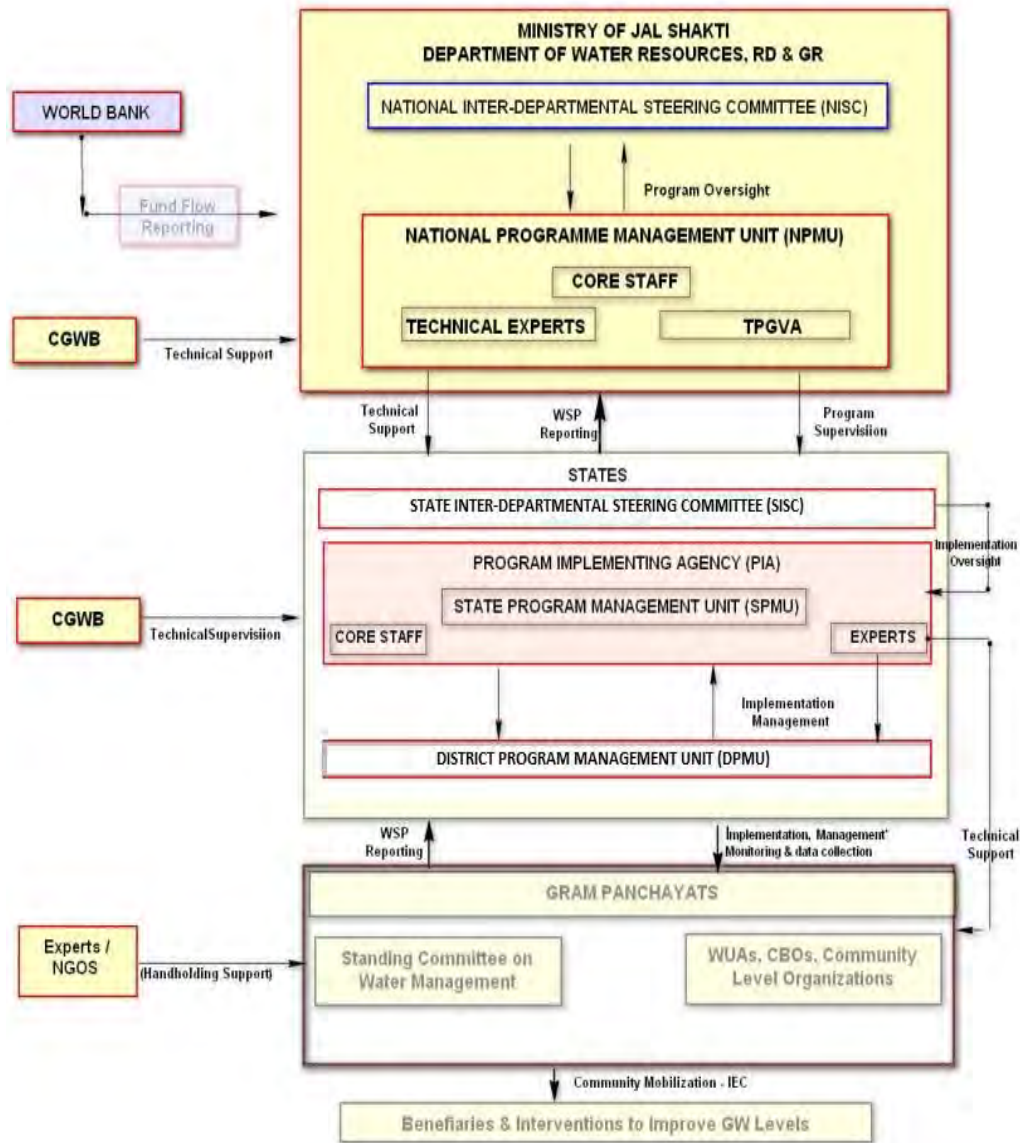 MINISTRY OF JAL SHAKTI
DEPARTMENT OF WATER RESOURCES, RD & GR
WORLD BANK
NATIONAL INTER-DEPARTMENTAL STEERING COMMITTEE (NISC)
Fund Flow
Reporting
Program Oversight
NATIONAL PROGRAMME MANAGEMENT UNIT (NPMU)
CORE STAFF
TECHNICAL EXPERTS
TPGVA
CGWB
Technical Support
Technical
Support
WSP
Reporting
Program
Supervisiion
STATES
STATE INTER-DEPARTMENTAL STEERING COMMITTEE (SISC)
Implementation
Oversight
PROGRAM IMPLEMENTING AGENCY (PIA)
STATE PROGRAM MANAGEMENT UNIT (SPMU)
CORE STAFF
EXPERTS
CGWB
TechnicalSupervisiion
Implementation
Management
DISTRICT PROGRAM MANAGEMENT UNIT (DPMU)
WSP
Reporting
Implementation, Management'
Monitoring & data collection
Technical
Support
GRAM PANCHAYATS
Experts /
NGOS
(Handholding Support)
Standing Committee on
Water Management
WUAs, CBOs, Community
Level Organizations
Community Mobilization - IEC
Benefiaries & Interventions to Improve GW Levels